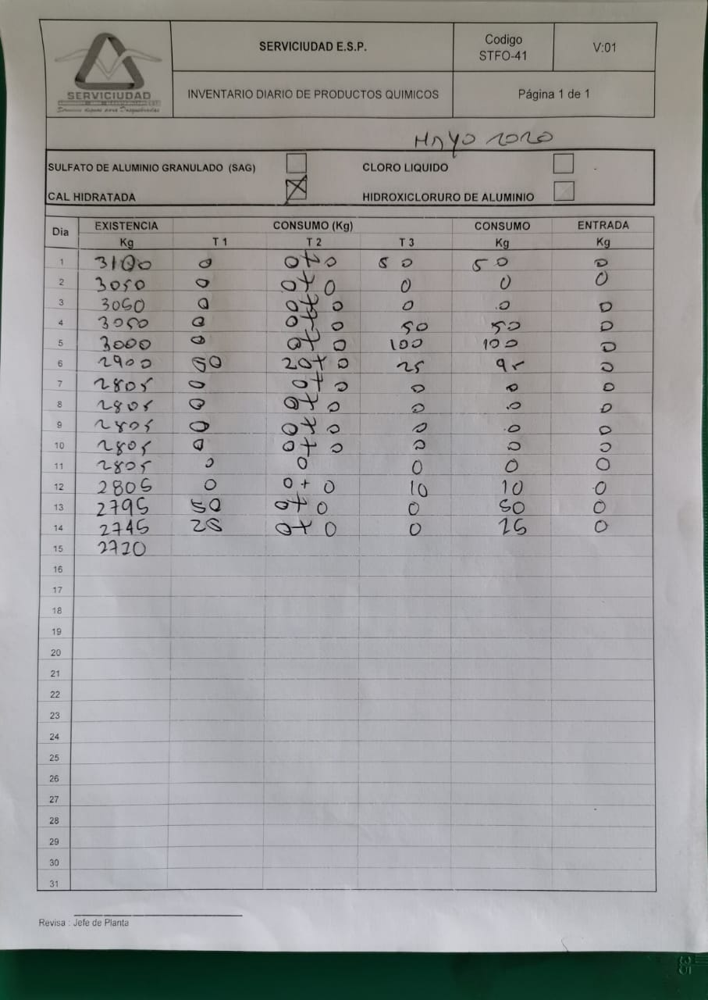 SERVICIUDAD
SERVICIUDAD E.S.P.
Codigo STFO-41
V:01
INVENTARIO DIARIO DE PRODUCTOS QUIMICOS
Página 1 de 1
MAYO 2020
SULFATO DE ALUMINIO GRANULADO (SAG)
CLORO LIQUIDO
CAL HIDRATADA X
HIDROXICLORURO DE ALUMINIO
Dia EXISTENCIA CONSUMO (Kg) CONSUMO ENTRADA
Kg T 1 T 2 T 3 Kg Kg
1 3100 0 0+0 50 50 0
2 3050 0 0+0 0 0 0
3 3050 0 0+0 0 0 0
4 3050 0 0+0 50 50 0
5 3000 0 0+0 100 100 0
6 2900 50 20+0 25 95 0
7 2805 0 0+0 0 0 0
8 2805 0 0+0 0 0 0
9 2805 0 0+0 0 0 0
10 2805 0 0+0 0 0 0
11 2805 0 0 0 0 0
12 2805 0 0+0 10 10 0
13 2795 50 0+0 0 50 0
14 2745 25 0+0 0 25 0
15 2720
16
17
18
19
20
21
22
23
24
25
26
27
28
29
30
31
Revisa : Jefe de Planta